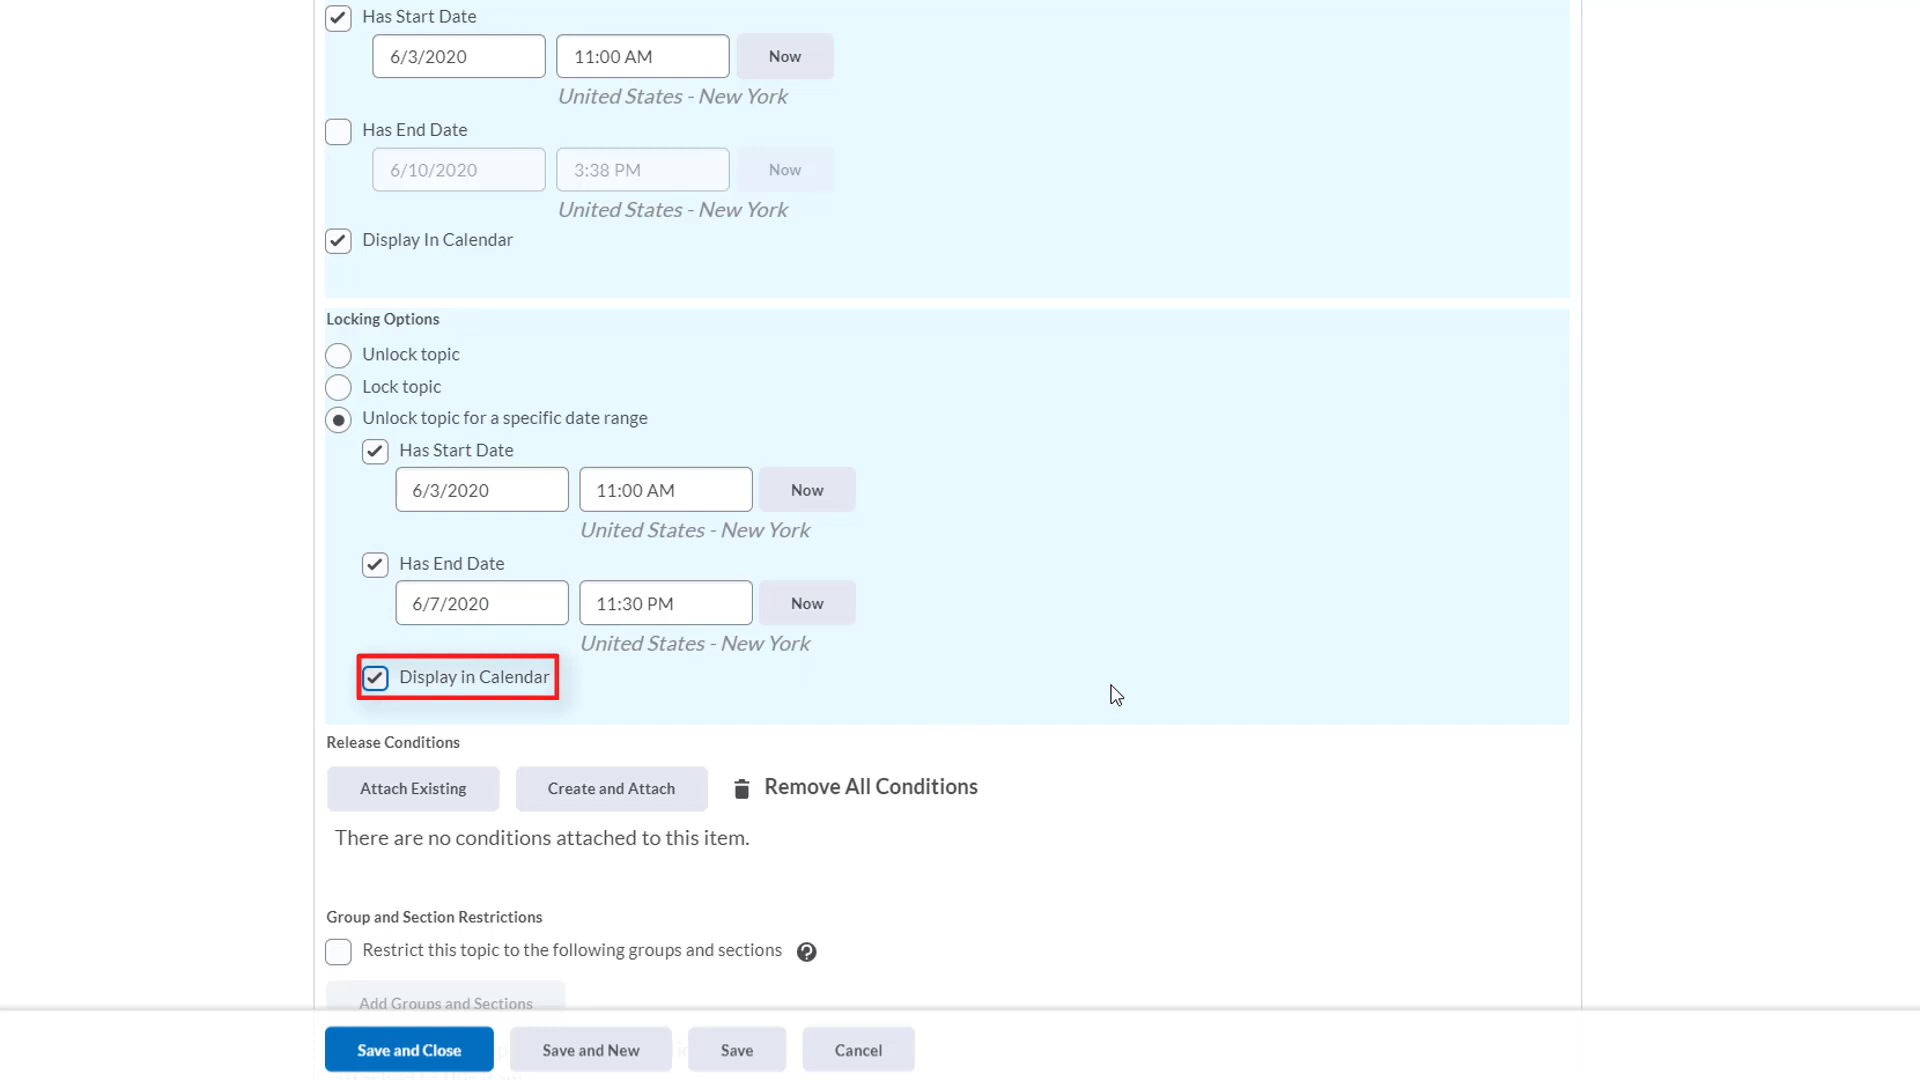 Has Start Date
6/3/2020 11:00 AM Now
United States - New York
Has End Date
6/10/2020 3:38 PM Now
United States - New York
Display In Calendar
Locking Options
Unlock topic
Lock topic
Unlock topic for a specific date range
Has Start Date
6/3/2020 11:00 AM Now
United States - New York
Has End Date
6/7/2020 11:30 PM Now
United States - New York
Display in Calendar
Release Conditions
Attach Existing Create and Attach Remove All Conditions
There are no conditions attached to this item.
Group and Section Restrictions
Restrict this topic to the following groups and sections ?
Add Groups and Sections
Save and Close Save and New Save Cancel